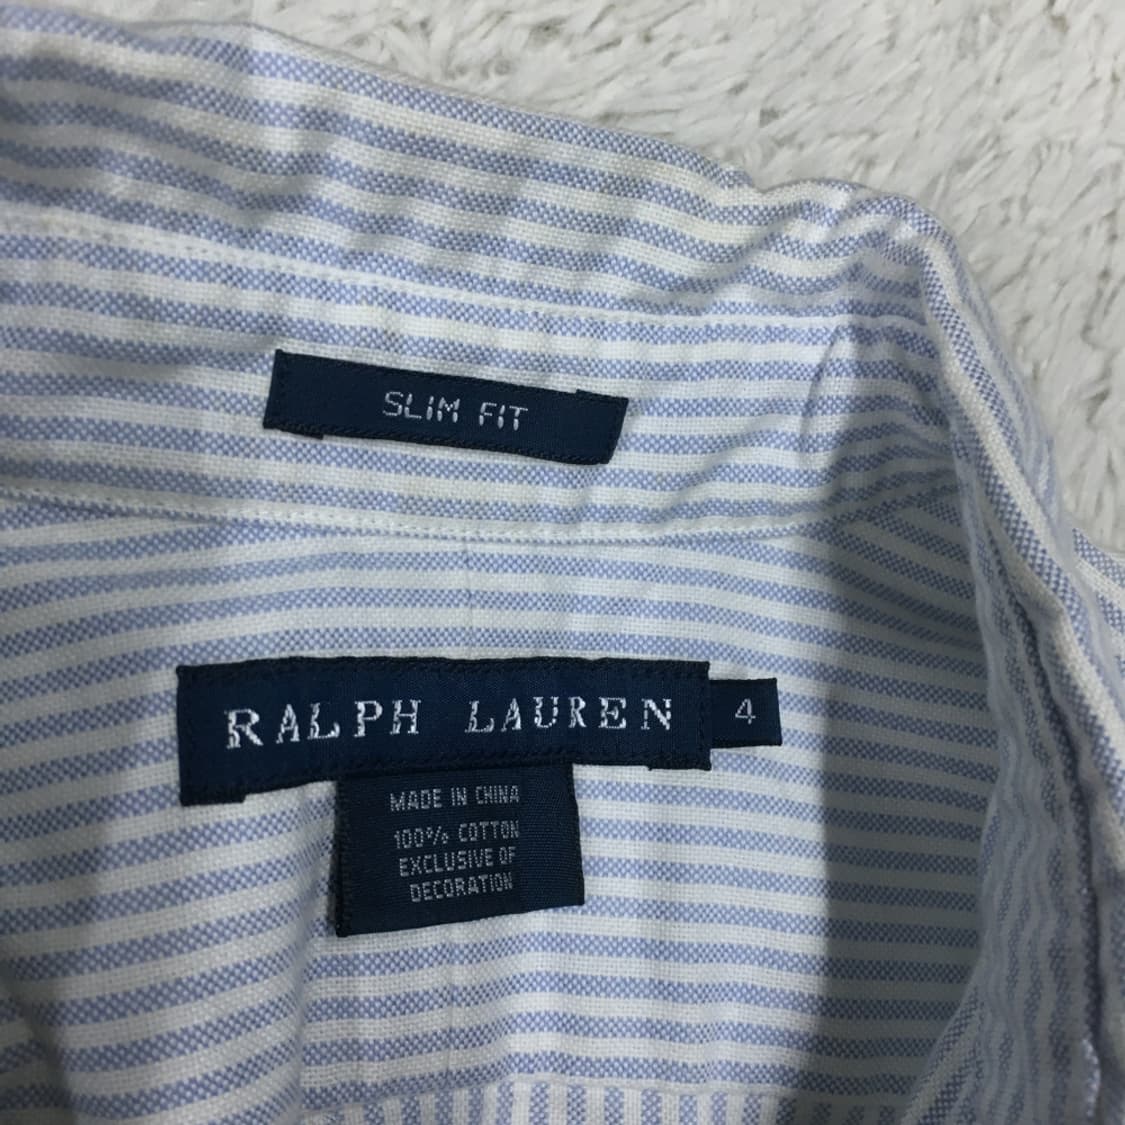 SLIM FIT
RALPH LAUREN 4
MADE IN CHINA
100% COTTON
EXCLUSIVE OF
DECORATION